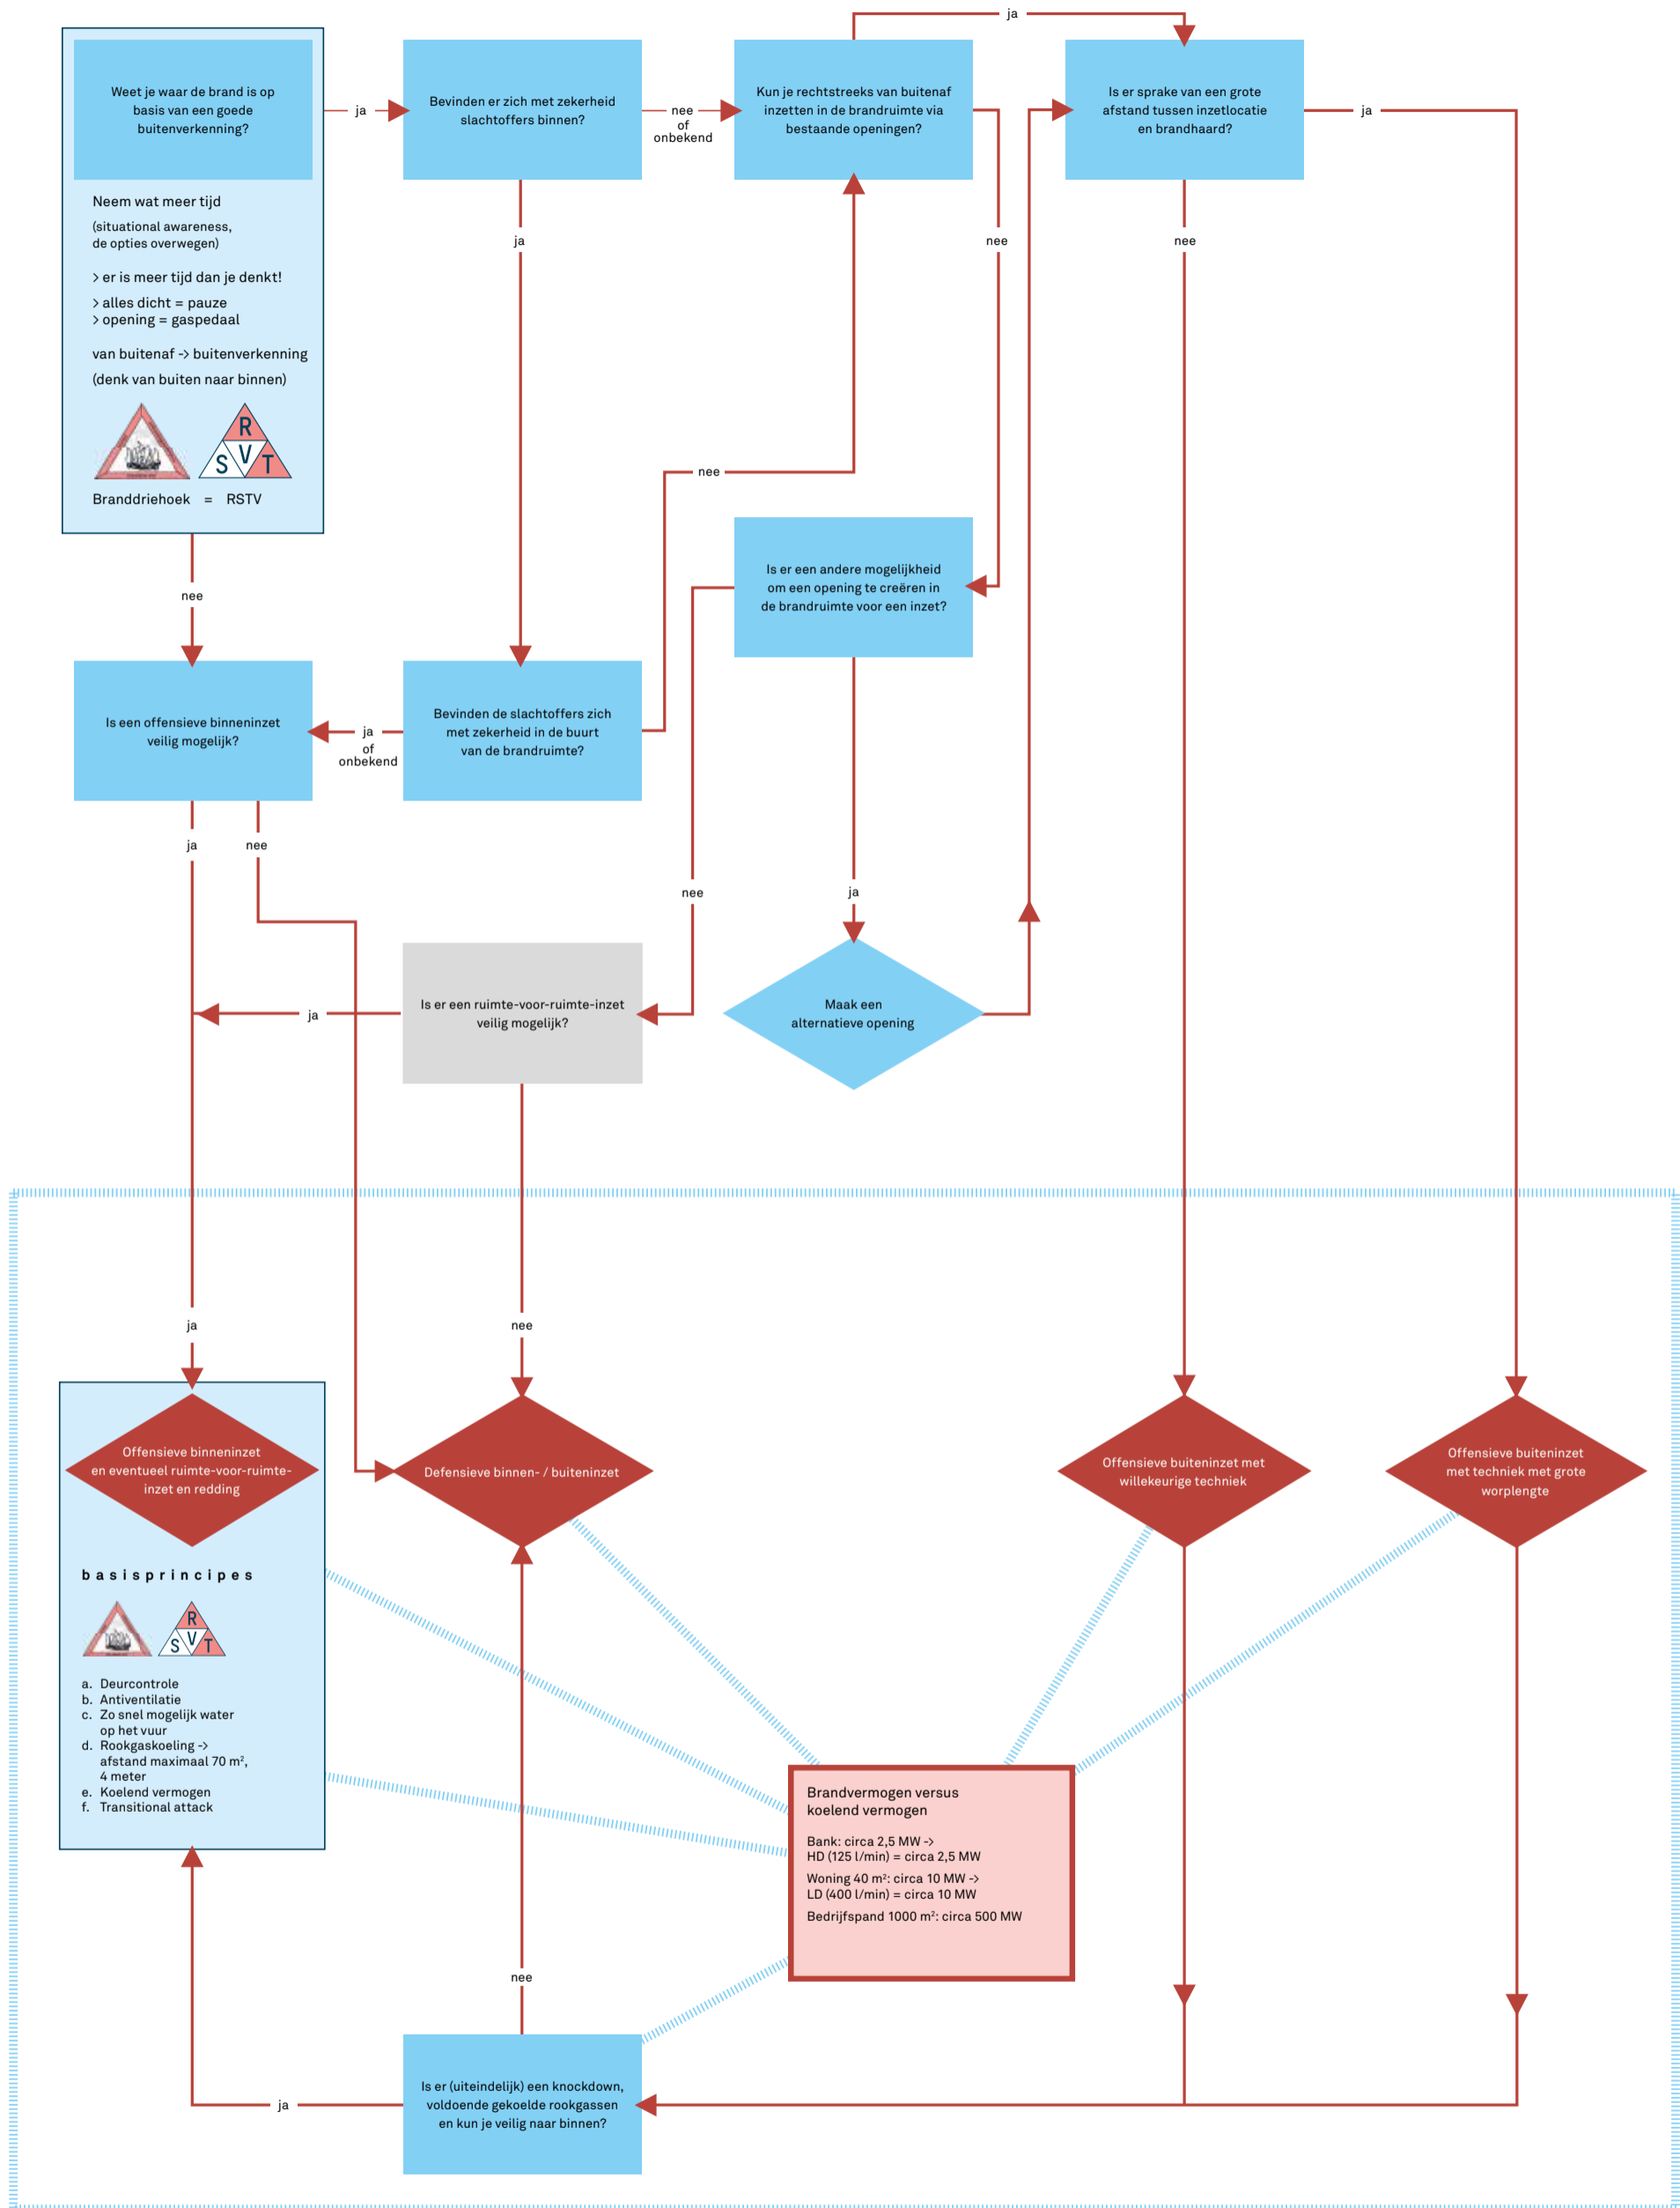 Weet je waar de brand is op
basis van een goede
buitenverkenning?
ja
Bevinden er zich met zekerheid
slachtoffers binnen?
nee
of
onbekend
Kun je rechtstreeks van buitenaf
inzetten in de brandruimte via
bestaande openingen?
ja
Is er sprake van een grote
afstand tussen inzetlocatie
en brandhaard?
ja
Neem wat meer tijd
(situational awareness,
de opties overwegen)
> er is meer tijd dan je denkt!
> alles dicht = pauze
> opening = gaspedaal
van buitenaf -> buitenverkenning
(denk van buiten naar binnen)
R
S V T
Branddriehoek = RSTV
ja
nee
nee
nee
nee
Is er een andere mogelijkheid
om een opening te creëren in
de brandruimte voor een inzet?
Is een offensieve binneninzet
veilig mogelijk?
ja
of
onbekend
Bevinden de slachtoffers zich
met zekerheid in de buurt
van de brandruimte?
ja
nee
nee
ja
ja
Is er een ruimte-voor-ruimte-inzet
veilig mogelijk?
Maak een
alternatieve opening
ja
nee
Offensieve binneninzet
en eventueel ruimte-voor-ruimte-
inzet en redding
Defensieve binnen- / buiteninzet
Offensieve buiteninzet met
willekeurige techniek
Offensieve buiteninzet
met techniek met grote
worplengte
basisprincipes
R
S V T
a. Deurcontrole
b. Antiventilatie
c. Zo snel mogelijk water
op het vuur
d. Rookgaskoeling ->
afstand maximaal 70 m²,
4 meter
e. Koelend vermogen
f. Transitional attack
Brandvermogen versus
koelend vermogen
Bank: circa 2,5 MW ->
HD (125 l/min) = circa 2,5 MW
Woning 40 m²: circa 10 MW ->
LD (400 l/min) = circa 10 MW
Bedrijfspand 1000 m²: circa 500 MW
nee
Is er (uiteindelijk) een knockdown,
voldoende gekoelde rookgassen
en kun je veilig naar binnen?
ja